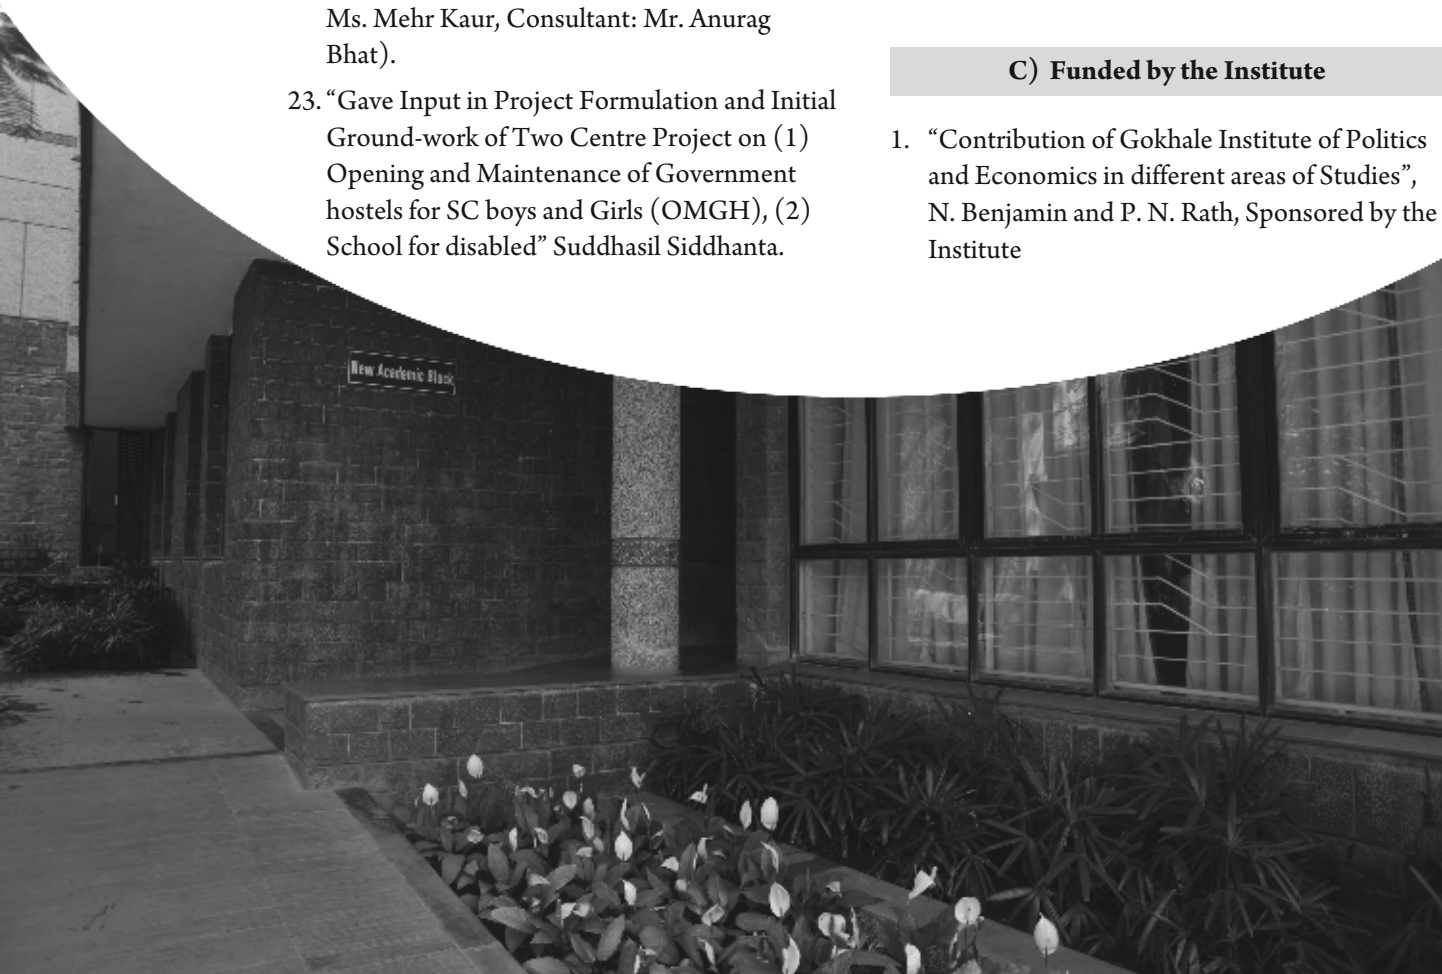 Ms. Mehr Kaur, Consultant: Mr. Anurag
Bhat).
23. “Gave Input in Project Formulation and Initial
Ground-work of Two Centre Project on (1)
Opening and Maintenance of Government
hostels for SC boys and Girls (OMGH), (2)
School for disabled” Suddhasil Siddhanta.
C) Funded by the Institute
1. “Contribution of Gokhale Institute of Politics
and Economics in different areas of Studies”,
N. Benjamin and P. N. Rath, Sponsored by the
Institute
New Academic Block